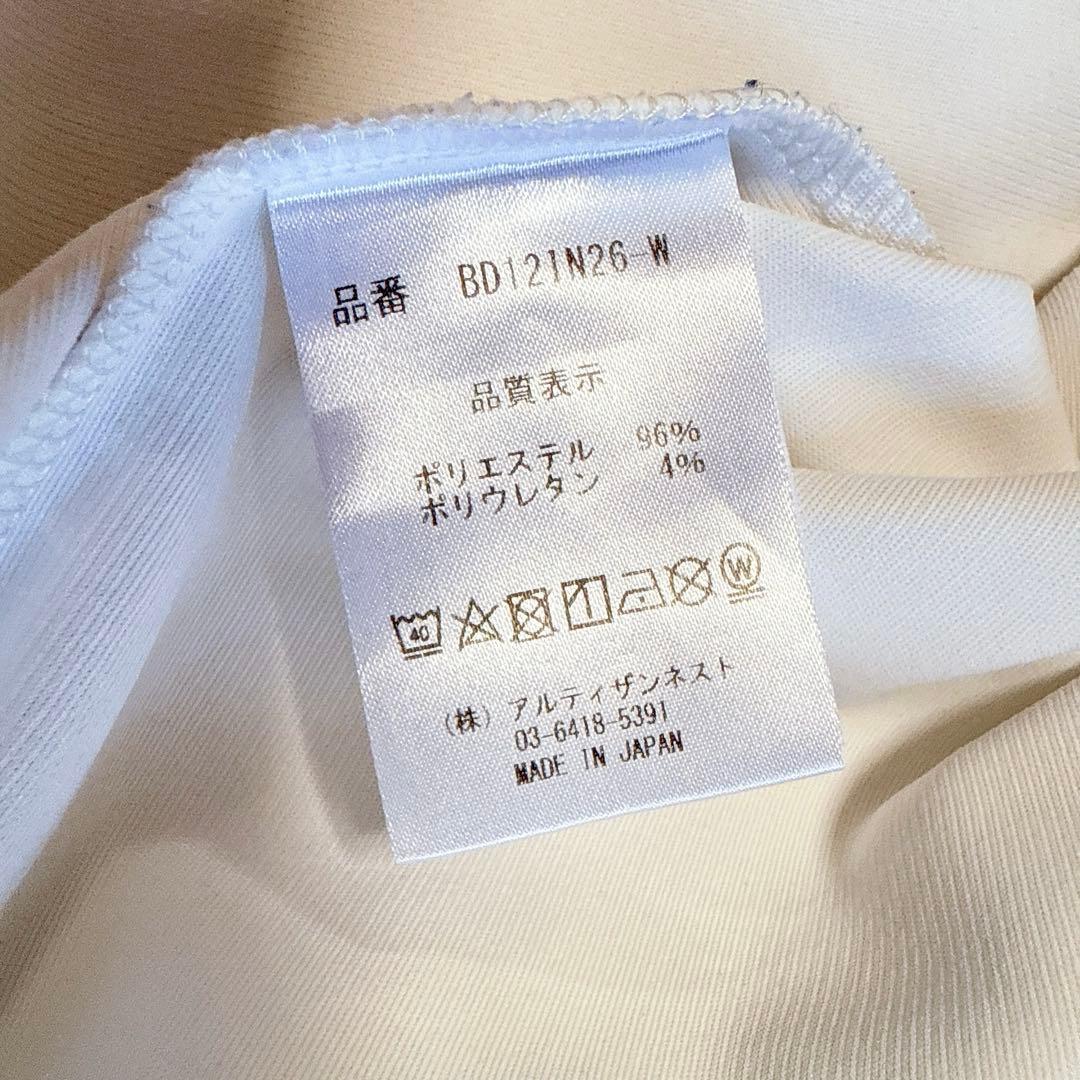 品番 BD121N26-W
品質表示
ポリエステル 96%
ポリウレタン 4%
40 W
(株) アルティザンネスト
03-6418-5391
MADE IN JAPAN